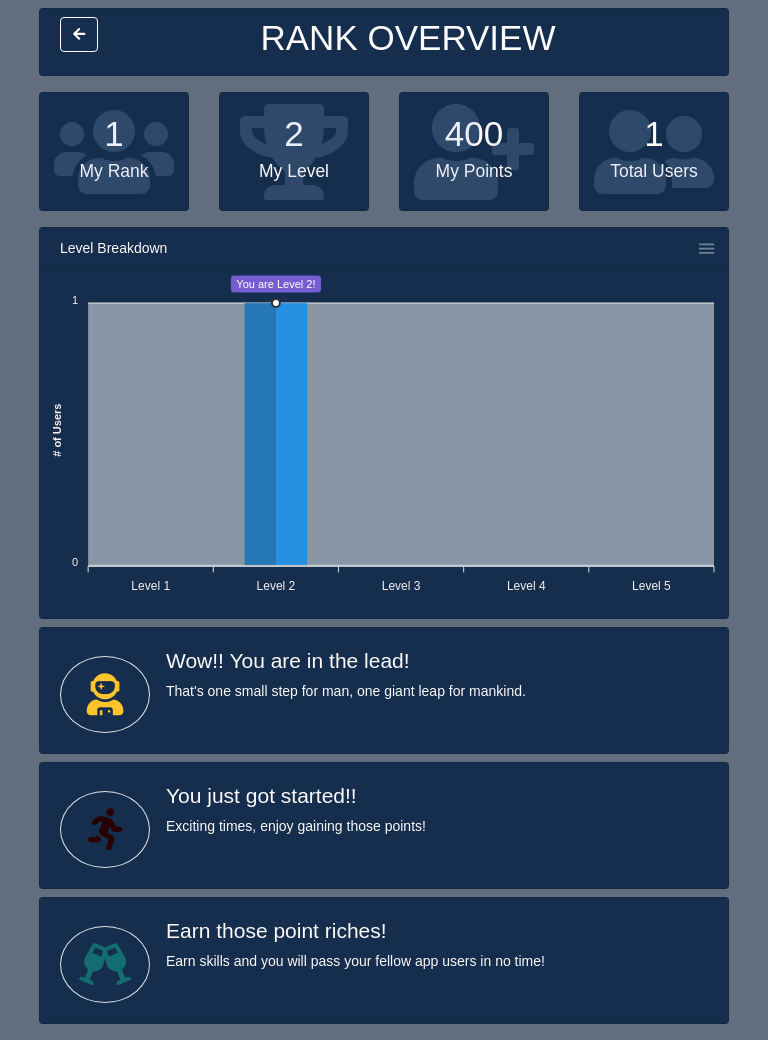 RANK OVERVIEW
1
My Rank
2
My Level
400
My Points
1
Total Users
Level Breakdown
You are Level 2!
1
# of Users
0
Level 1
Level 2
Level 3
Level 4
Level 5
Wow!! You are in the lead!
That's one small step for man, one giant leap for mankind.
You just got started!!
Exciting times, enjoy gaining those points!
Earn those point riches!
Earn skills and you will pass your fellow app users in no time!